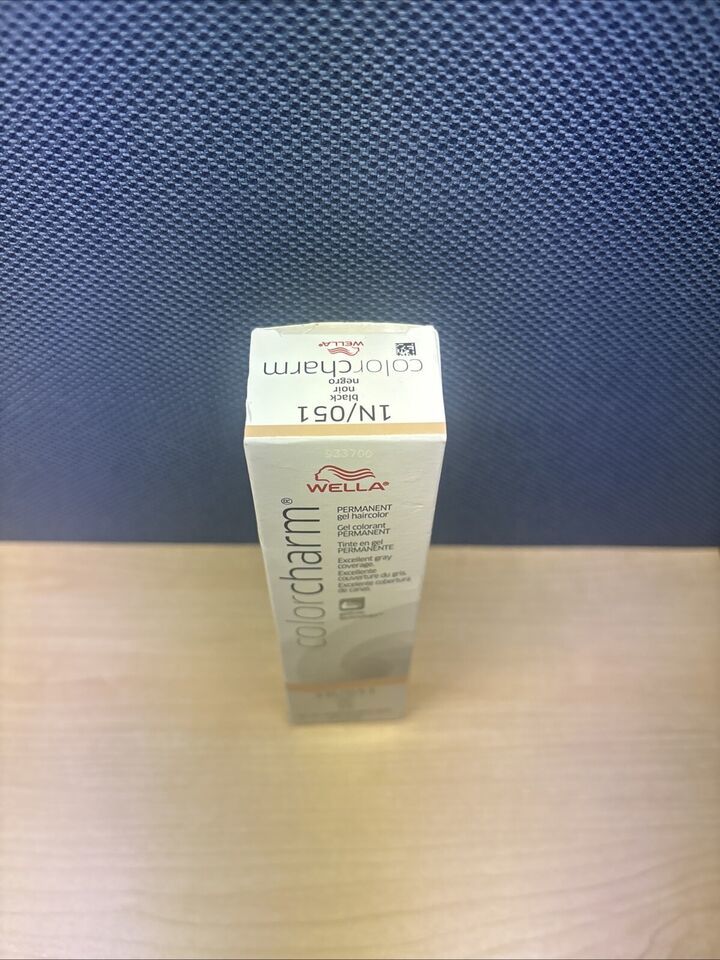 1N/051
black
noir
negro
colorcharm
WELLA®
933700
WELLA®
colorcharm
PERMANENT
gel haircolor
Gel colorant
PERMANENT
Tinte en gel
PERMANENTE
Excellent gray
coverage.
Excellente
couverture du gris.
Excelente cobertura
de canas.